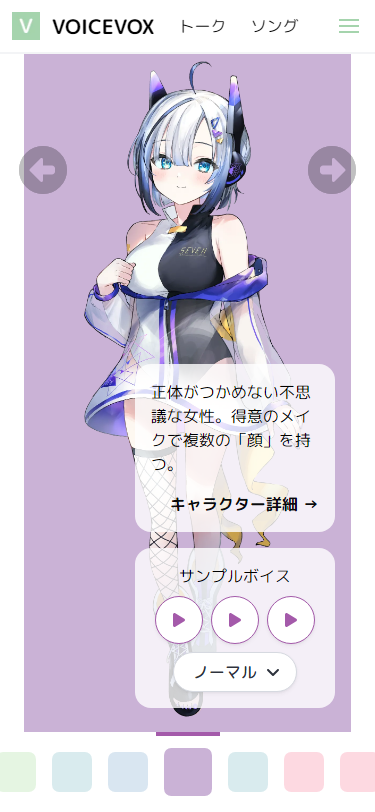 V VOICEVOX トーク ソング
SEVEN
正体がつかめない不思
議な女性。得意のメイ
クで複数の「顔」を持
つ。
キャラクター詳細 →
サンプルボイス
ノーマル